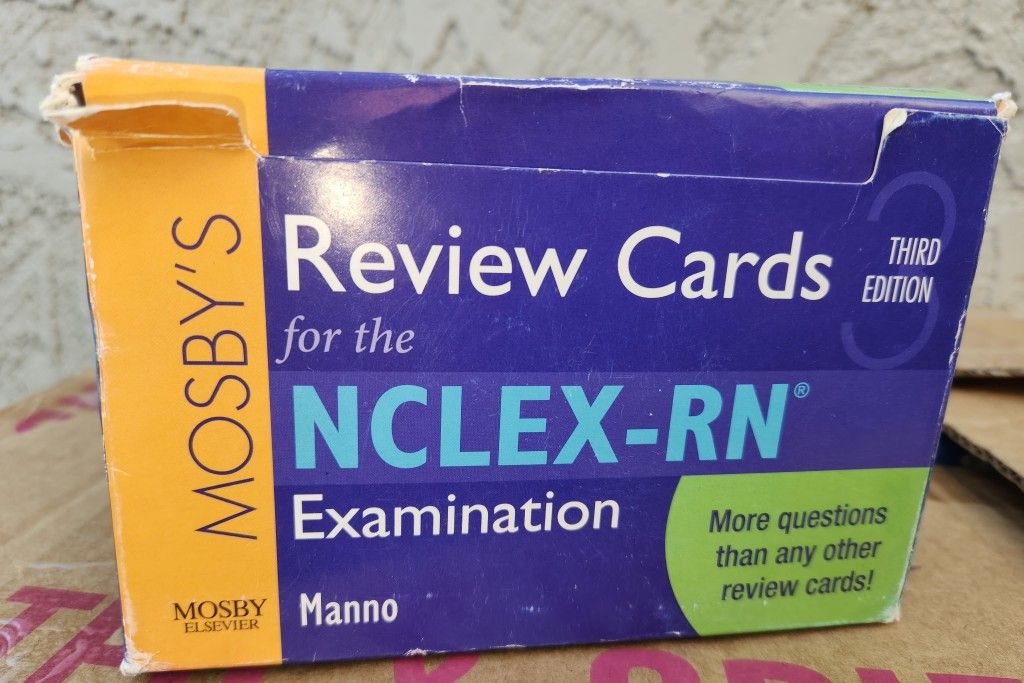 MOSBY'S
Review Cards
for the
NCLEX-RN®
Examination
Manno
THIRD
EDITION
3
More questions
than any other
review cards!
MOSBY
ELSEVIER